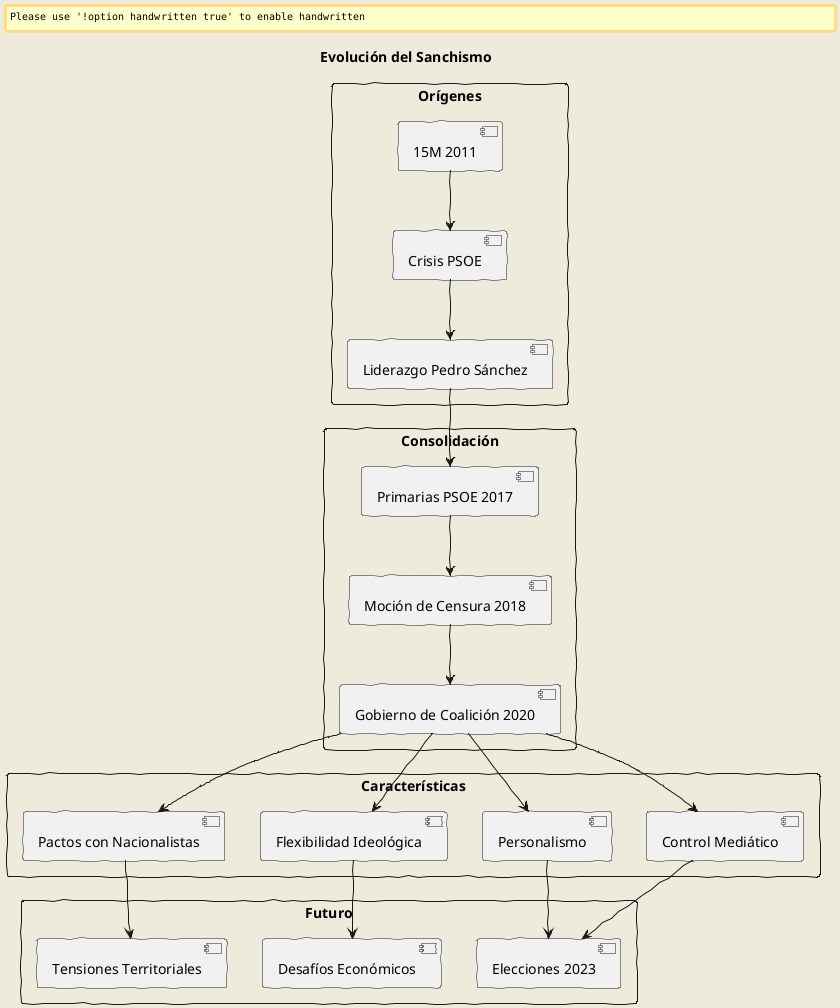 Please use '!option handwritten true' to enable handwritten
Evolución del Sanchismo
Orígenes
15M 2011
Crisis PSOE
Liderazgo Pedro Sánchez
Consolidación
Primarias PSOE 2017
Moción de Censura 2018
Gobierno de Coalición 2020
Características
Pactos con Nacionalistas
Flexibilidad Ideológica
Personalismo
Control Mediático
Futuro
Tensiones Territoriales
Desafíos Económicos
Elecciones 2023